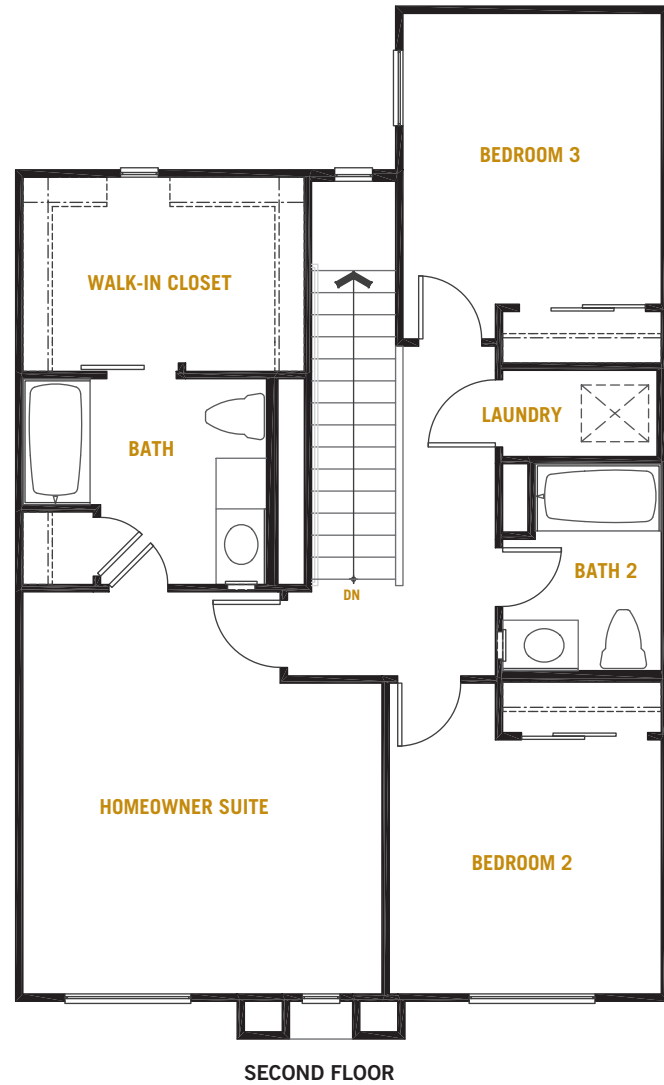 BEDROOM 3
WALK-IN CLOSET
LAUNDRY
BATH
BATH 2
DN
HOMEOWNER SUITE
BEDROOM 2
SECOND FLOOR